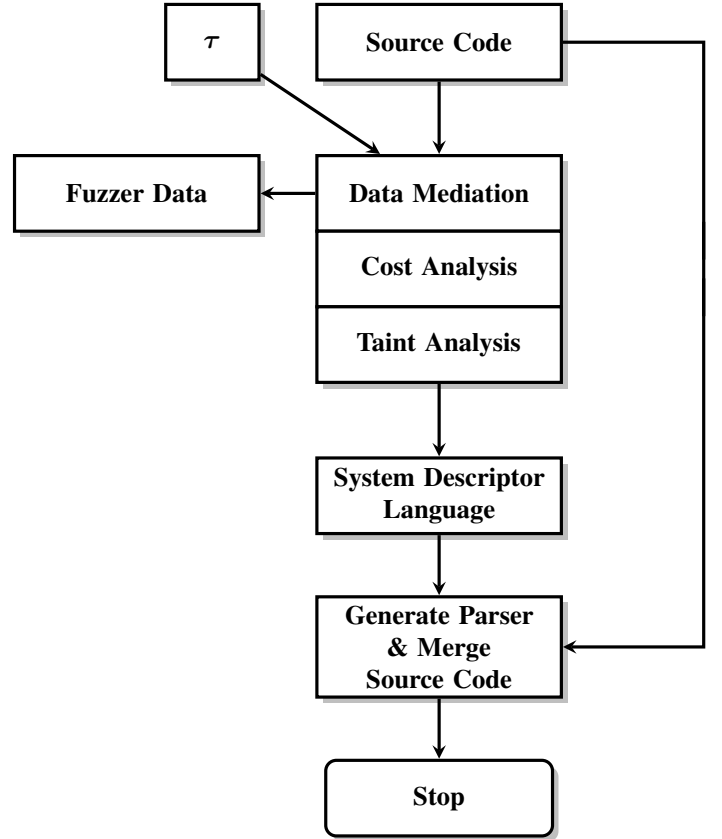 τ
Source Code
Fuzzer Data
Data Mediation
Cost Analysis
Taint Analysis
System Descriptor
Language
Generate Parser
& Merge
Source Code
Stop